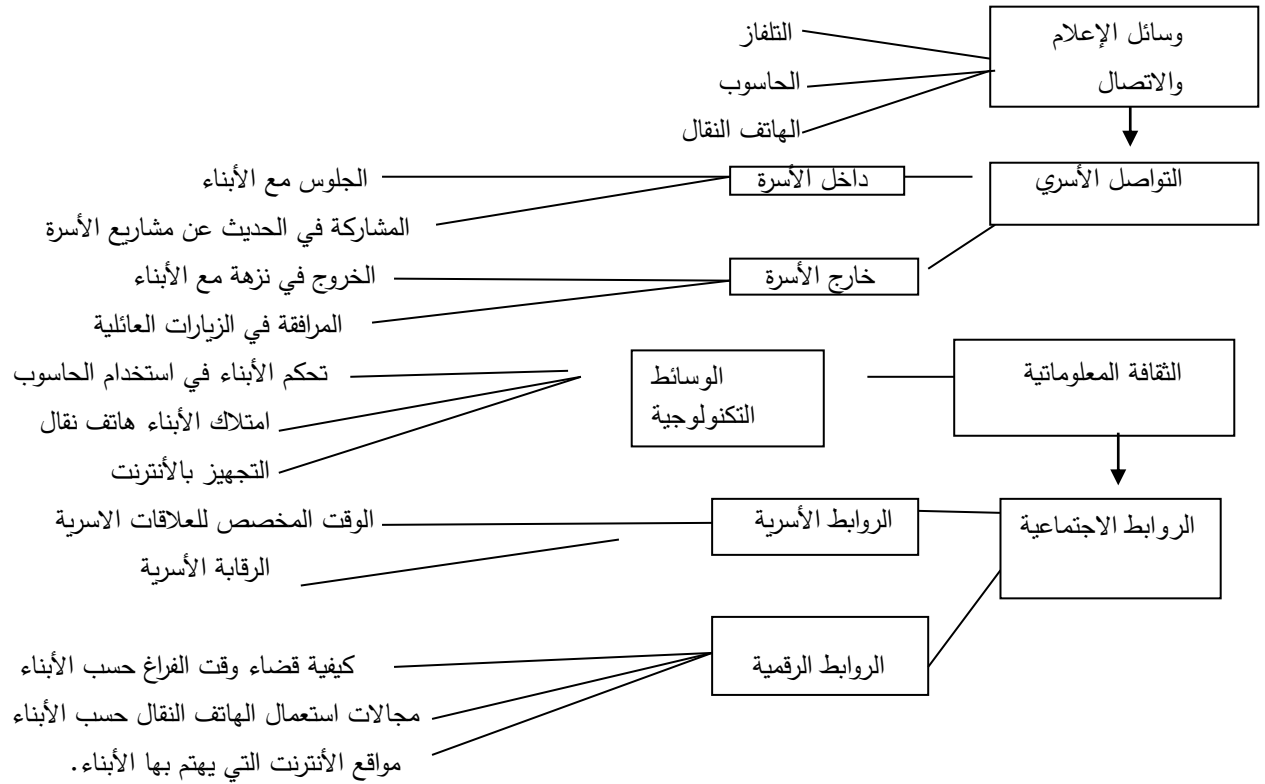 وسائل الإعلام
والاتصال
التلفاز
الحاسوب
الهاتف النقال
التواصل الأسري
داخل الأسرة
الجلوس مع الأبناء
المشاركة في الحديث عن مشاريع الأسرة
خارج الأسرة
الخروج في نزهة مع الأبناء
المرافقة في الزيارات العائلية
الثقافة المعلوماتية
الوسائط
التكنولوجية
تحكم الأبناء في استخدام الحاسوب
امتلاك الأبناء هاتف نقال
التجهيز بالأنترنت
الروابط الاجتماعية
الروابط الأسرية
الوقت المخصص للعلاقات الاسرية
الرقابة الأسرية
الروابط الرقمية
كيفية قضاء وقت الفراغ حسب الأبناء
مجالات استعمال الهاتف النقال حسب الأبناء
مواقع الأنترنت التي يهتم بها الأبناء.